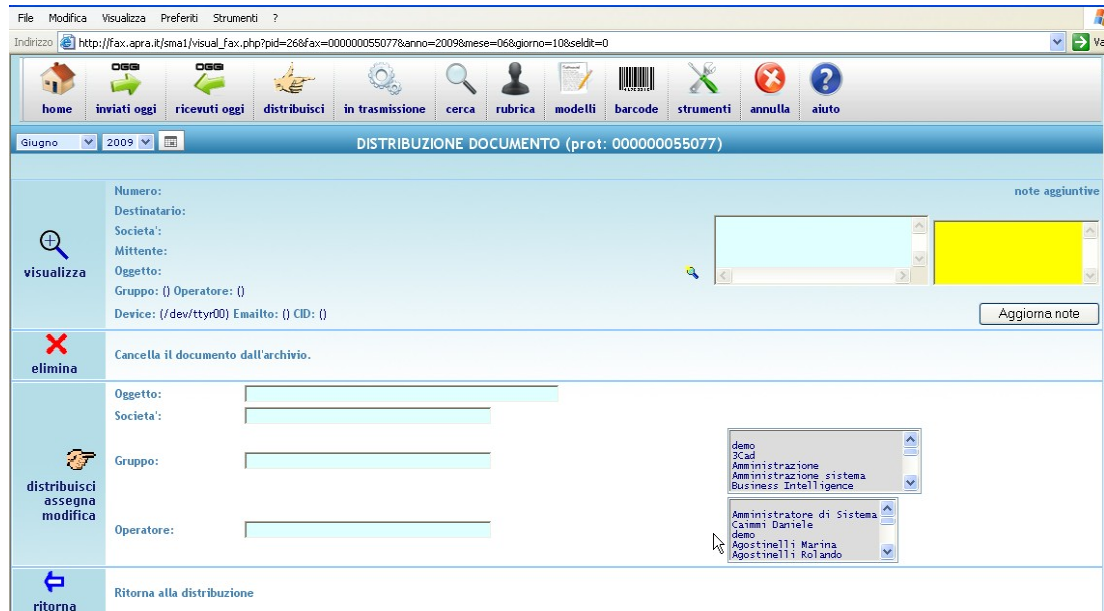 File Modifica Visualizza Preferiti Strumenti ?
Indirizzo http://fax.apra.it/sma1/visual_fax.php?pid=26&fax=000000055077&anno=2009&mese=06&giorno=10&seldit=0 Va
OGGI OGGI
home inviati oggi ricevuti oggi distribuisci in trasmissione cerca rubrica modelli barcode strumenti annulla aiuto
Giugno 2009 DISTRIBUZIONE DOCUMENTO (prot: 000000055077)
Numero: note aggiuntive
Destinatario:
Societa':
Mittente:
visualizza Oggetto:
Gruppo: () Operatore: ()
Device: (/dev/ttyr00) Emailto: () CID: () Aggiorna note
elimina Cancella il documento dall'archivio.
Oggetto:
Societa':
Gruppo:
demo
3Cad
Amministrazione
Amministrazione sistema
Business Intelligence
distribuisci
assegna
modifica
Operatore:
Amministratore di Sistema
Caimmi Daniele
demo
Agostinelli Marina
Agostinelli Rolando
ritorna Ritorna alla distribuzione